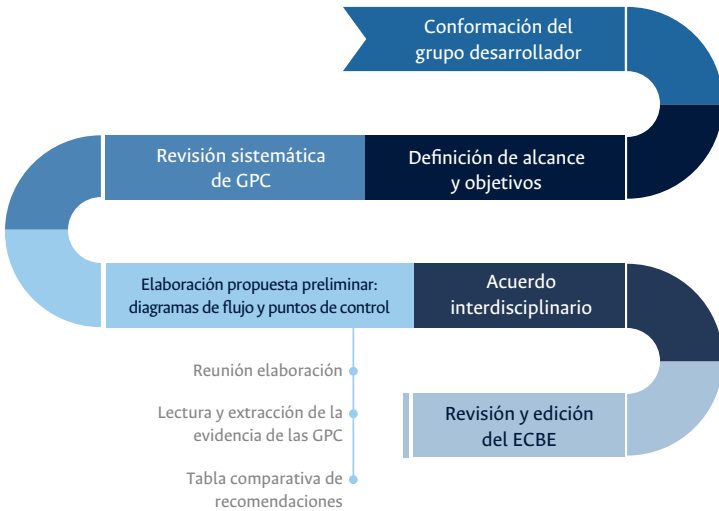 Conformación del
grupo desarrollador
Definición de alcance
y objetivos
Revisión sistemática
de GPC
Elaboración propuesta preliminar:
diagramas de flujo y puntos de control
Reunión elaboración
Lectura y extracción de la
evidencia de las GPC
Tabla comparativa de
recomendaciones
Acuerdo
interdisciplinario
Revisión y edición
del ECBE